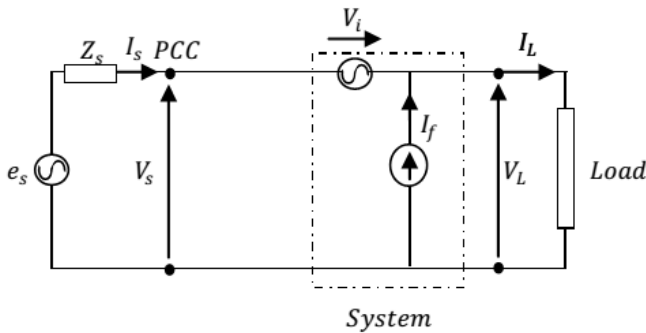 V_i
Z_s I_s PCC I_L
I_f
e_s V_s V_L Load
System